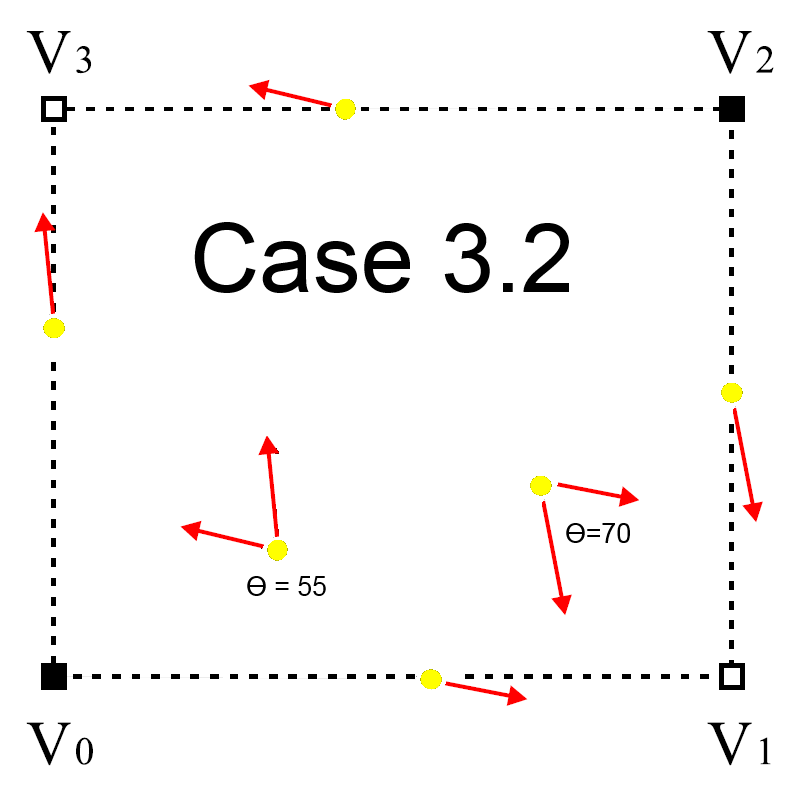 V3 V2
Case 3.2
Ɵ=70
Ɵ = 55
V0 V1